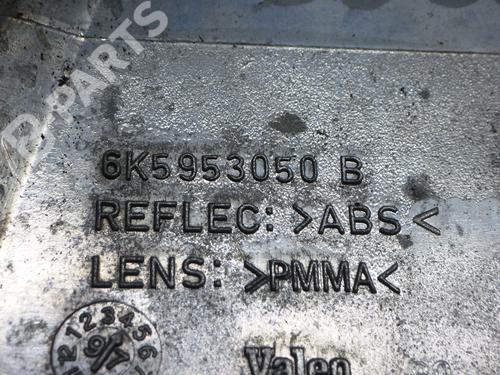 B-PARTS
6K5953050 B
REFLEC: >ABS<
LENS: >PMMA<
Valeo